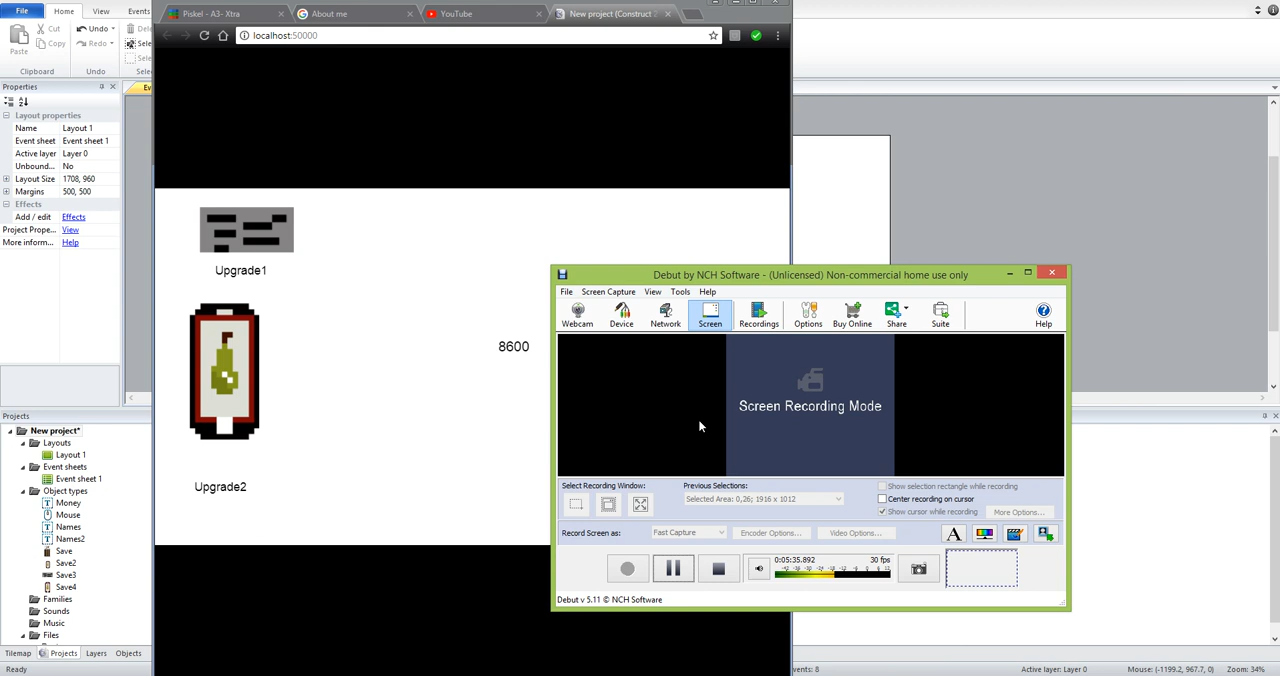 File Home View Events
Paste
Cut
Copy
Clipboard
Undo
Redo
Undo
Properties
Layout properties
Name Layout 1
Event sheet Event sheet 1
Active layer Layer 0
Unbound... No
Layout Size 1708, 960
Margins 500, 500
Effects
Add / edit Effects
Project Prope... View
More inform... Help
Projects
New project*
Layouts
Layout 1
Event sheets
Event sheet 1
Object types
Money
Mouse
Names
Names2
Save
Save2
Save3
Save4
Families
Sounds
Music
Files
Tilemap Projects Layers Objects
Ready
Piskel - A3- Xtra
About me
YouTube
New project (Construct 2
localhost:50000
Upgrade1
8600
Upgrade2
Debut by NCH Software - (Unlicensed) Non-commercial home use only
File Screen Capture View Tools Help
Webcam Device Network Screen Recordings Options Buy Online Share Suite Help
Screen Recording Mode
Select Recording Window:
Previous Selections:
Selected Area: 0,26; 1916 x 1012
Show selection rectangle while recording
Center recording on cursor
Show cursor while recording
More Options...
Record Screen as: Fast Capture Encoder Options... Video Options...
0:05:35.892 30 fps
Debut v 5.11 © NCH Software
vents: 8 Active layer: Layer 0 Mouse: (-1199.2, 967.7, 0) Zoom: 34%